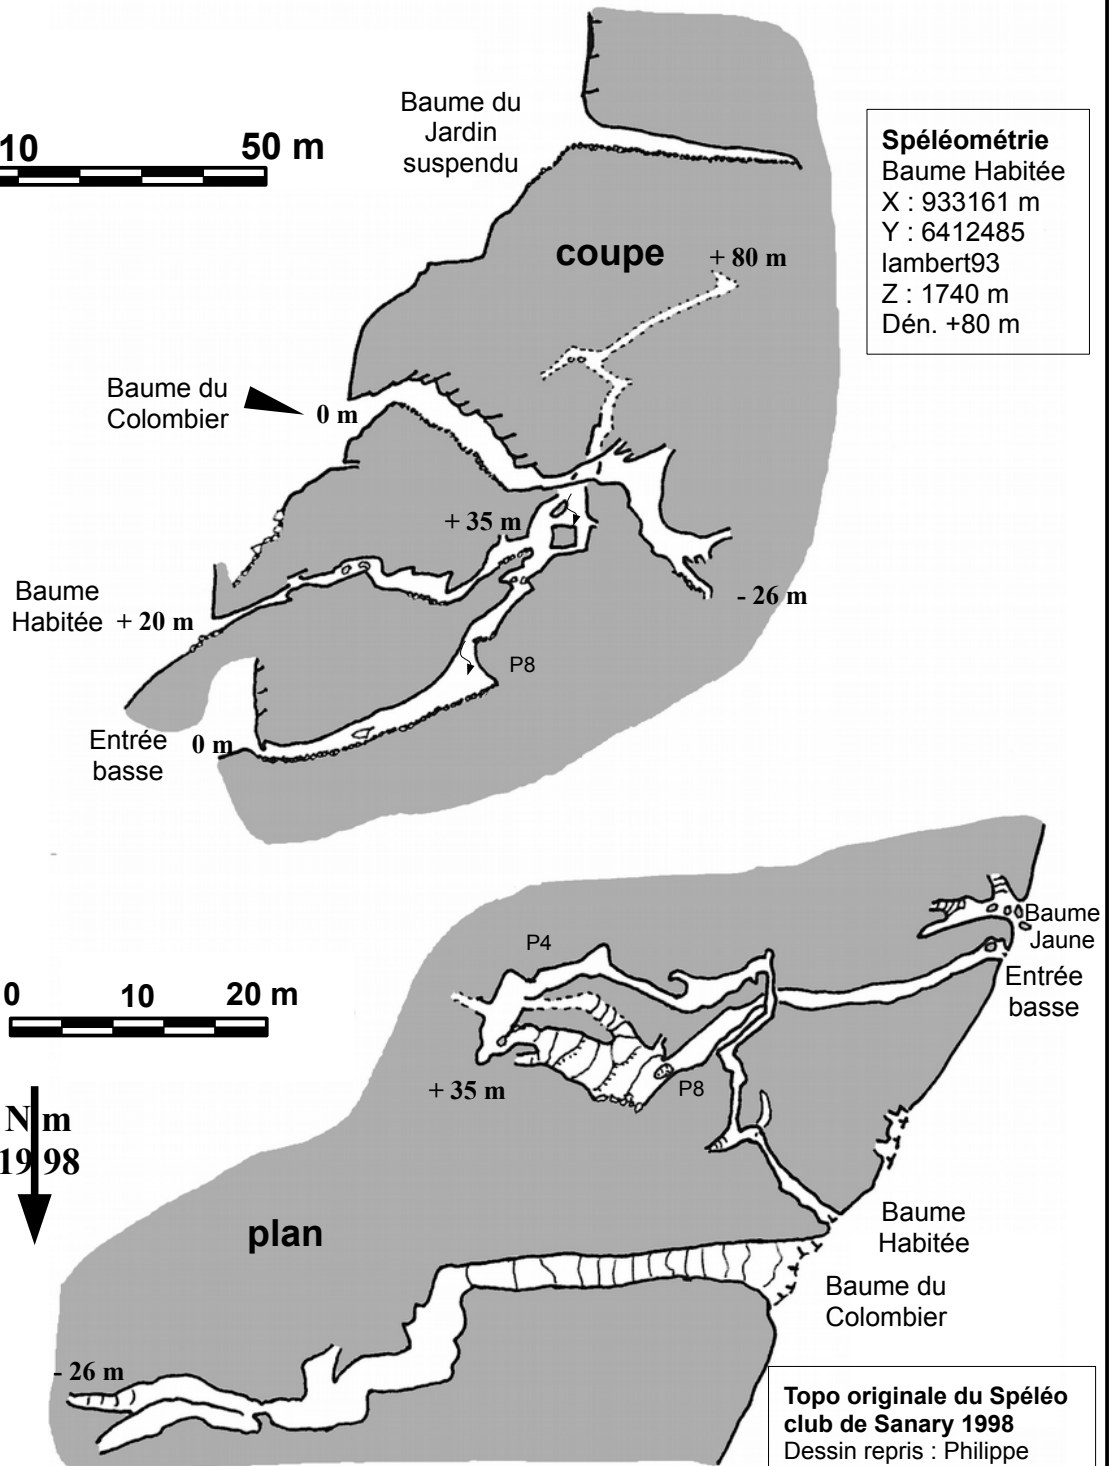 Baume du
Jardin
suspendu
10 50 m
Spéléométrie
Baume Habitée
X : 933161 m
Y : 6412485
lambert93
Z : 1740 m
Dén. +80 m
coupe
+ 80 m
Baume du
Colombier
0 m
+ 35 m
Baume
Habitée
+ 20 m
- 26 m
P8
Entrée
basse
0 m
Baume
Jaune
P4
Entrée
basse
0 10 20 m
+ 35 m
P8
N m
1998
Baume
Habitée
plan
Baume du
Colombier
- 26 m
Topo originale du Spéléo
club de Sanary 1998
Dessin repris : Philippe